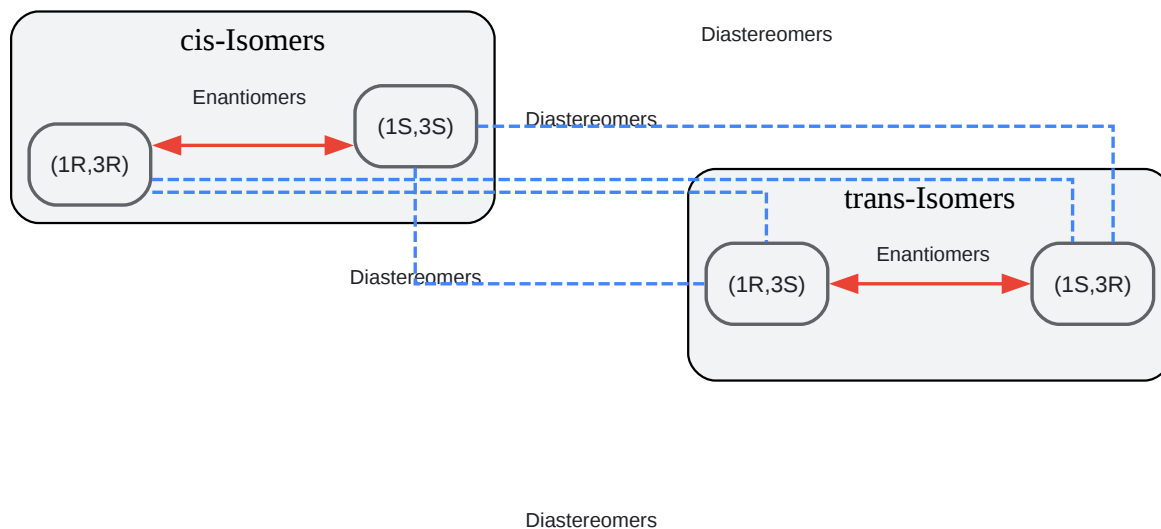 cis-Isomers
Diastereomers
Enantiomers
(1S,3S)
Diastereomers
(1R,3R)
trans-Isomers
Enantiomers
Diastereomers
(1R,3S)
(1S,3R)
Diastereomers